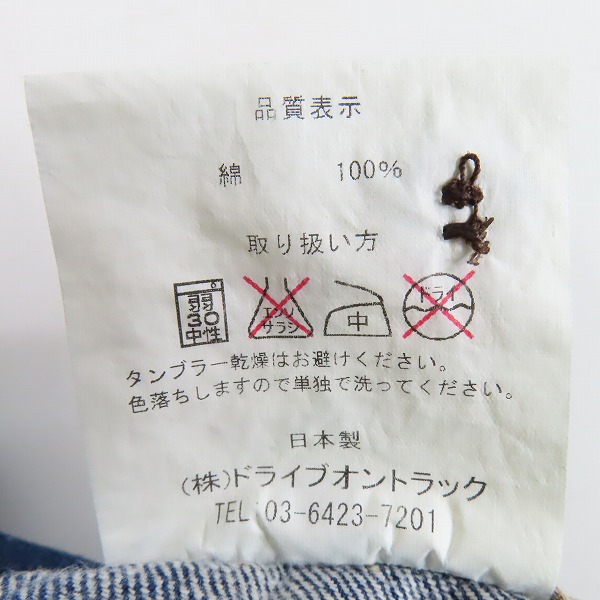 品質表示
綿 100%
取り扱い方
弱 30 中性 エンソ サラシ 中 ドライ
タンブラー乾燥はお避けください。
色落ちしますので単独で洗ってください。
日本製
(株)ドライブオントラック
TEL:03-6423-7201